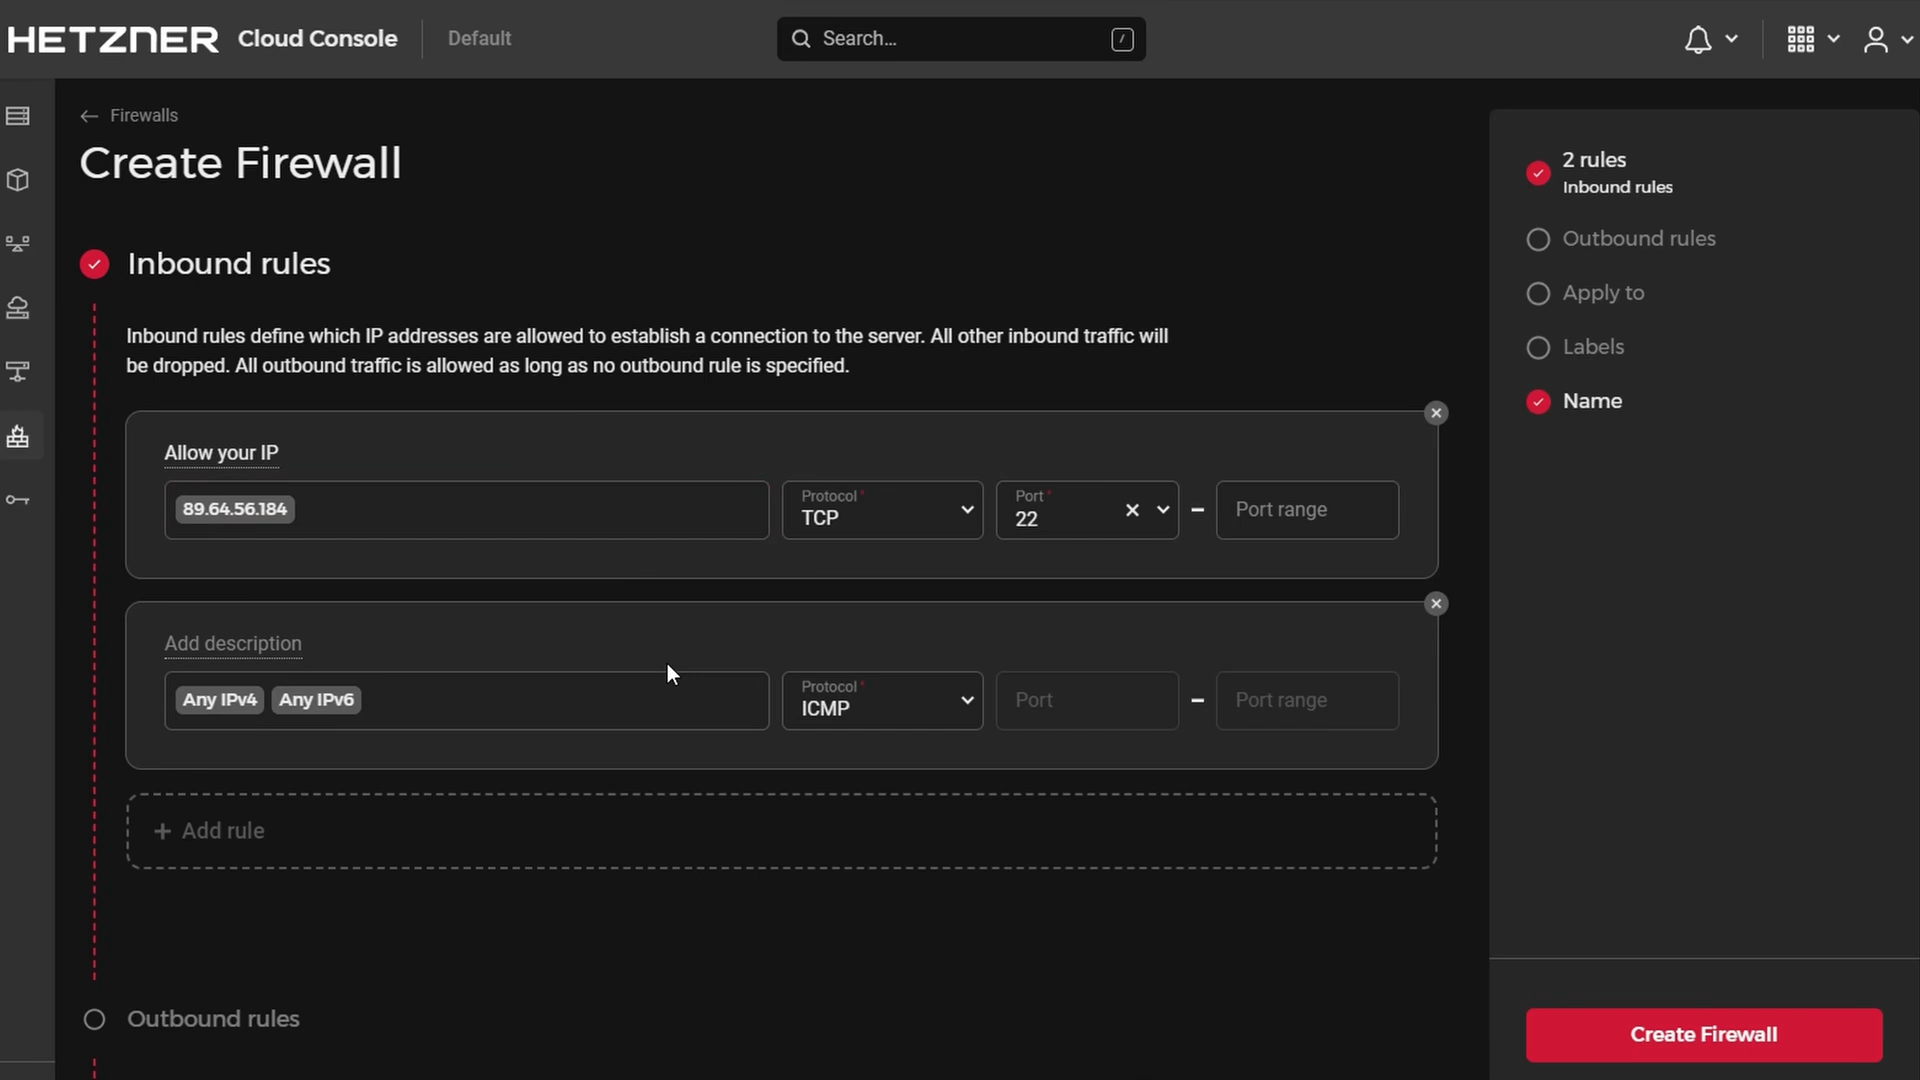 HETZNER Cloud Console Default Search... /
Firewalls
Create Firewall
Inbound rules
Inbound rules define which IP addresses are allowed to establish a connection to the server. All other inbound traffic will
be dropped. All outbound traffic is allowed as long as no outbound rule is specified.
Allow your IP
89.64.56.184 Protocol* TCP Port* 22 – Port range
Add description
Any IPv4 Any IPv6 Protocol* ICMP Port – Port range
+ Add rule
Outbound rules
2 rules
Inbound rules
Outbound rules
Apply to
Labels
Name
Create Firewall